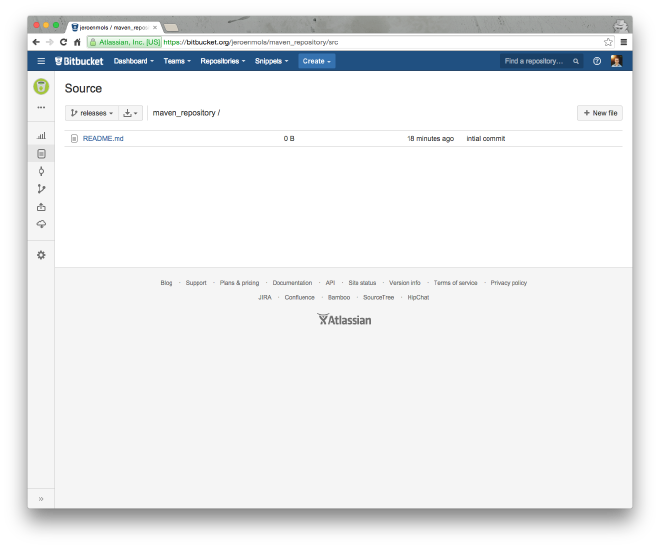 jeroenmols / maven_reposi
Atlassian, Inc. [US] https://bitbucket.org/jeroenmols/maven_repository/src
Bitbucket Dashboard Teams Repositories Snippets Create Find a repository...
Source
releases maven_repository / New file
README.md 0 B 18 minutes ago intial commit
Blog · Support · Plans & pricing · Documentation · API · Site status · Version info · Terms of service · Privacy policy
JIRA · Confluence · Bamboo · SourceTree · HipChat
Atlassian